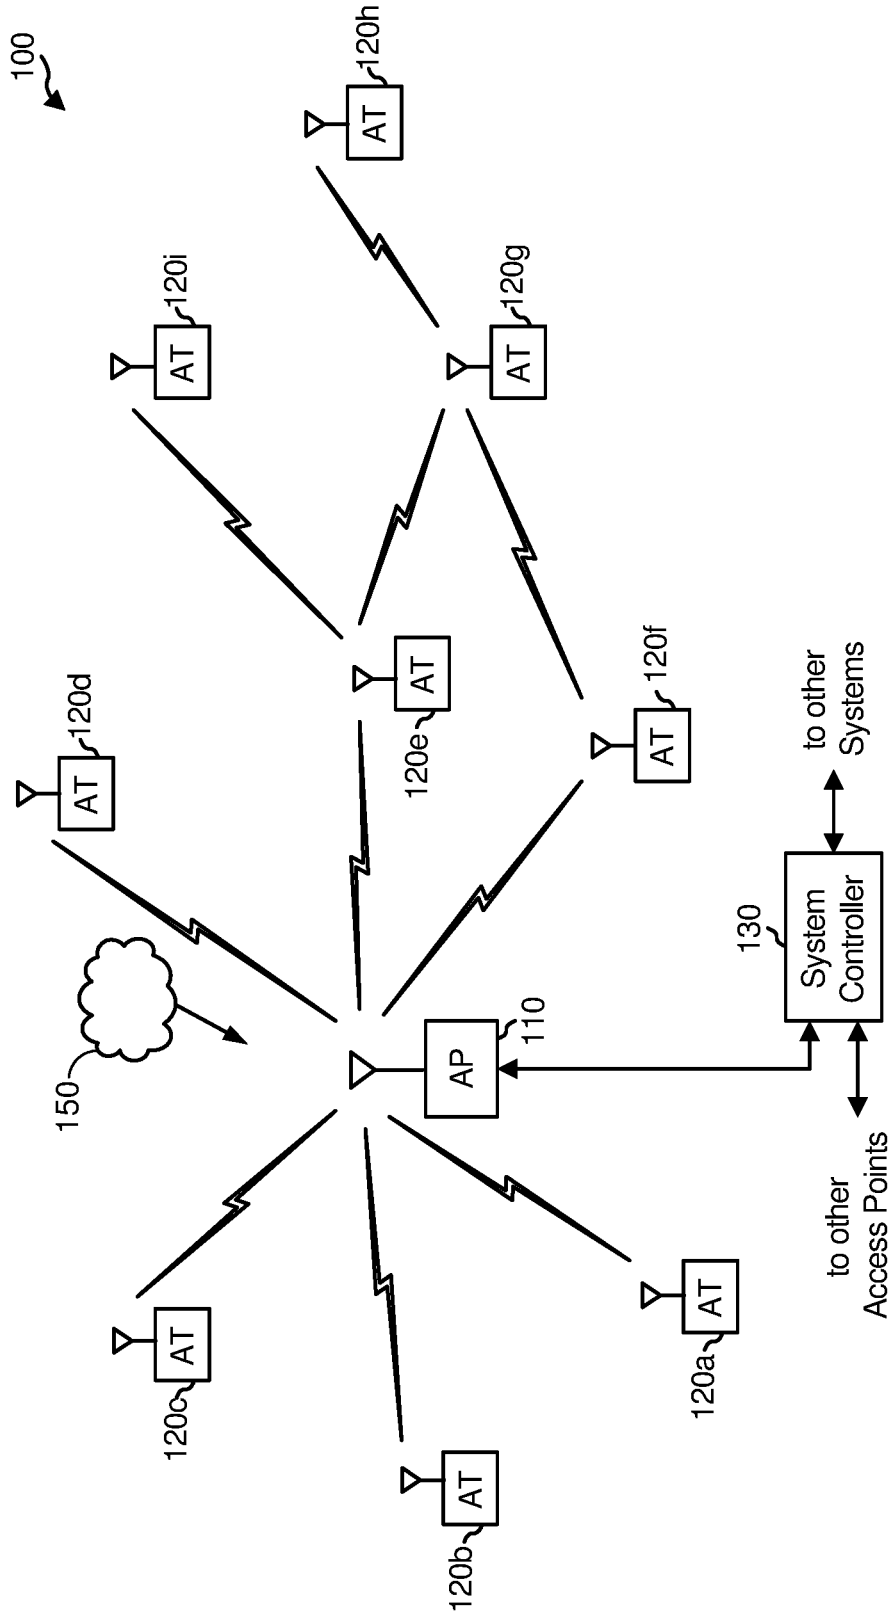 100
120h
AT
120i
AT
120g
AT
120d
AT
120e
AT
120f
AT
150
110
AP
120c
AT
120b
AT
120a
AT
130
System
Controller
to other
Systems
to other
Access Points